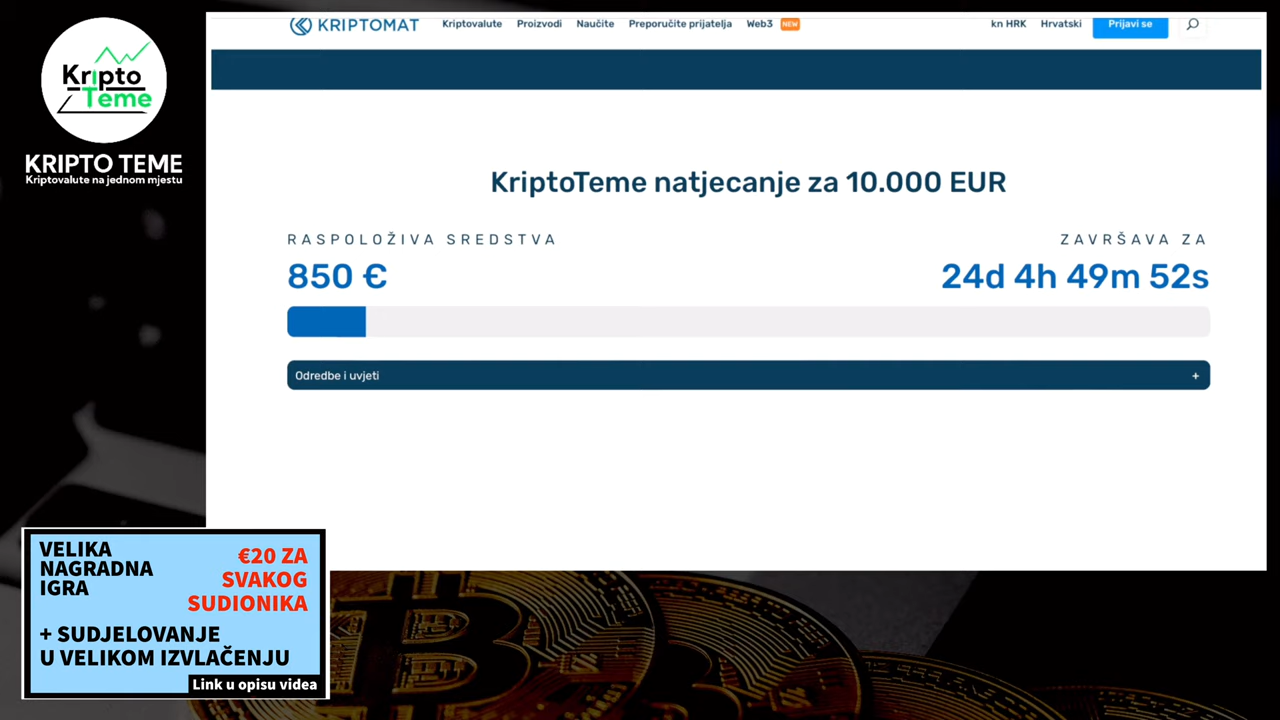 Kripto
Teme
KRIPTO TEME
Kriptovalute na jednom mjestu
KRIPTOMAT
Kriptovalute
Proizvodi
Naučite
Preporučite prijatelja
Web3
NEW
kn HRK
Hrvatski
Prijavi se
KriptoTeme natjecanje za 10.000 EUR
RASPOLOŽIVA SREDSTVA
ZAVRŠAVA ZA
850 €
24d 4h 49m 52s
Odredbe i uvjeti
+
VELIKA
NAGRADNA
IGRA
€20 ZA
SVAKOG
SUDIONIKA
+ SUDJELOVANJE
U VELIKOM IZVLAČENJU
Link u opisu videa